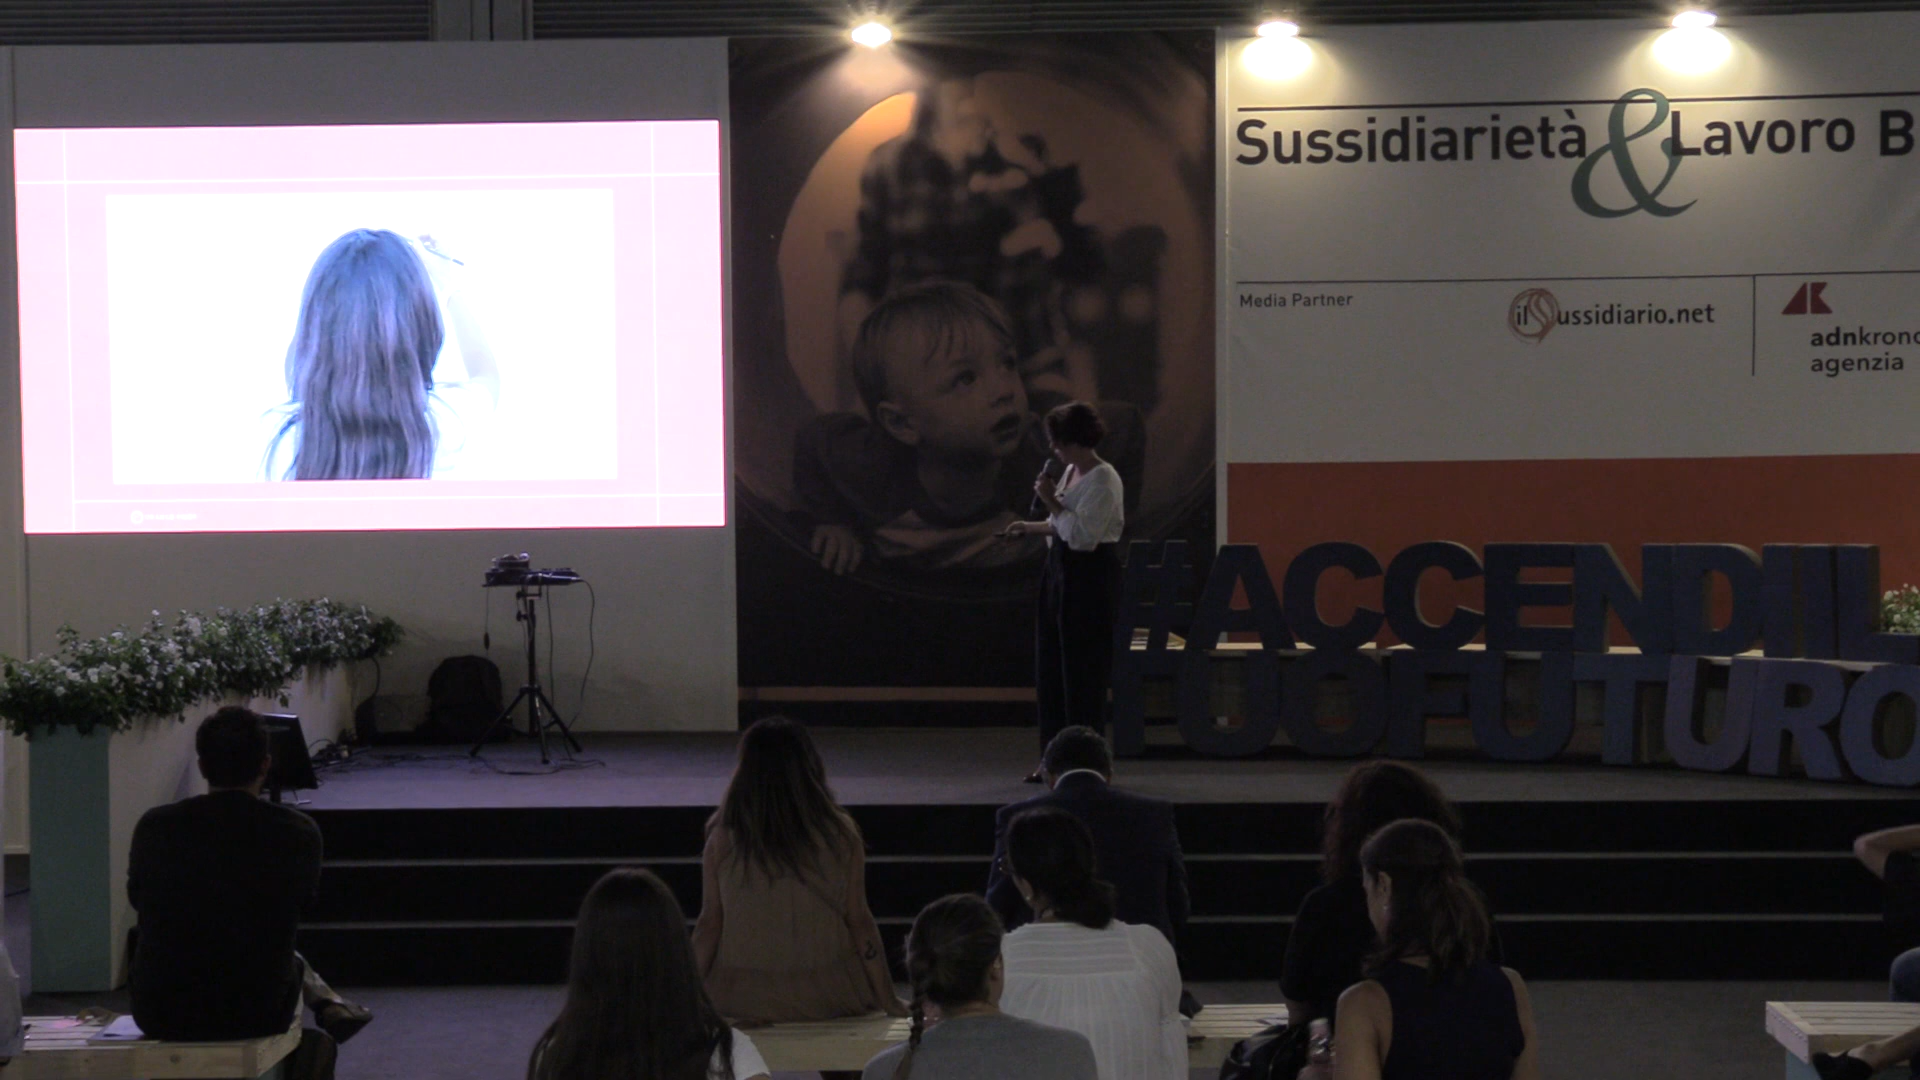 Sussidiarietà & Lavoro B
Media Partner
ilSussidiario.net
adnkrono
agenzia
#ACCENDIIL
TUOFUTURO